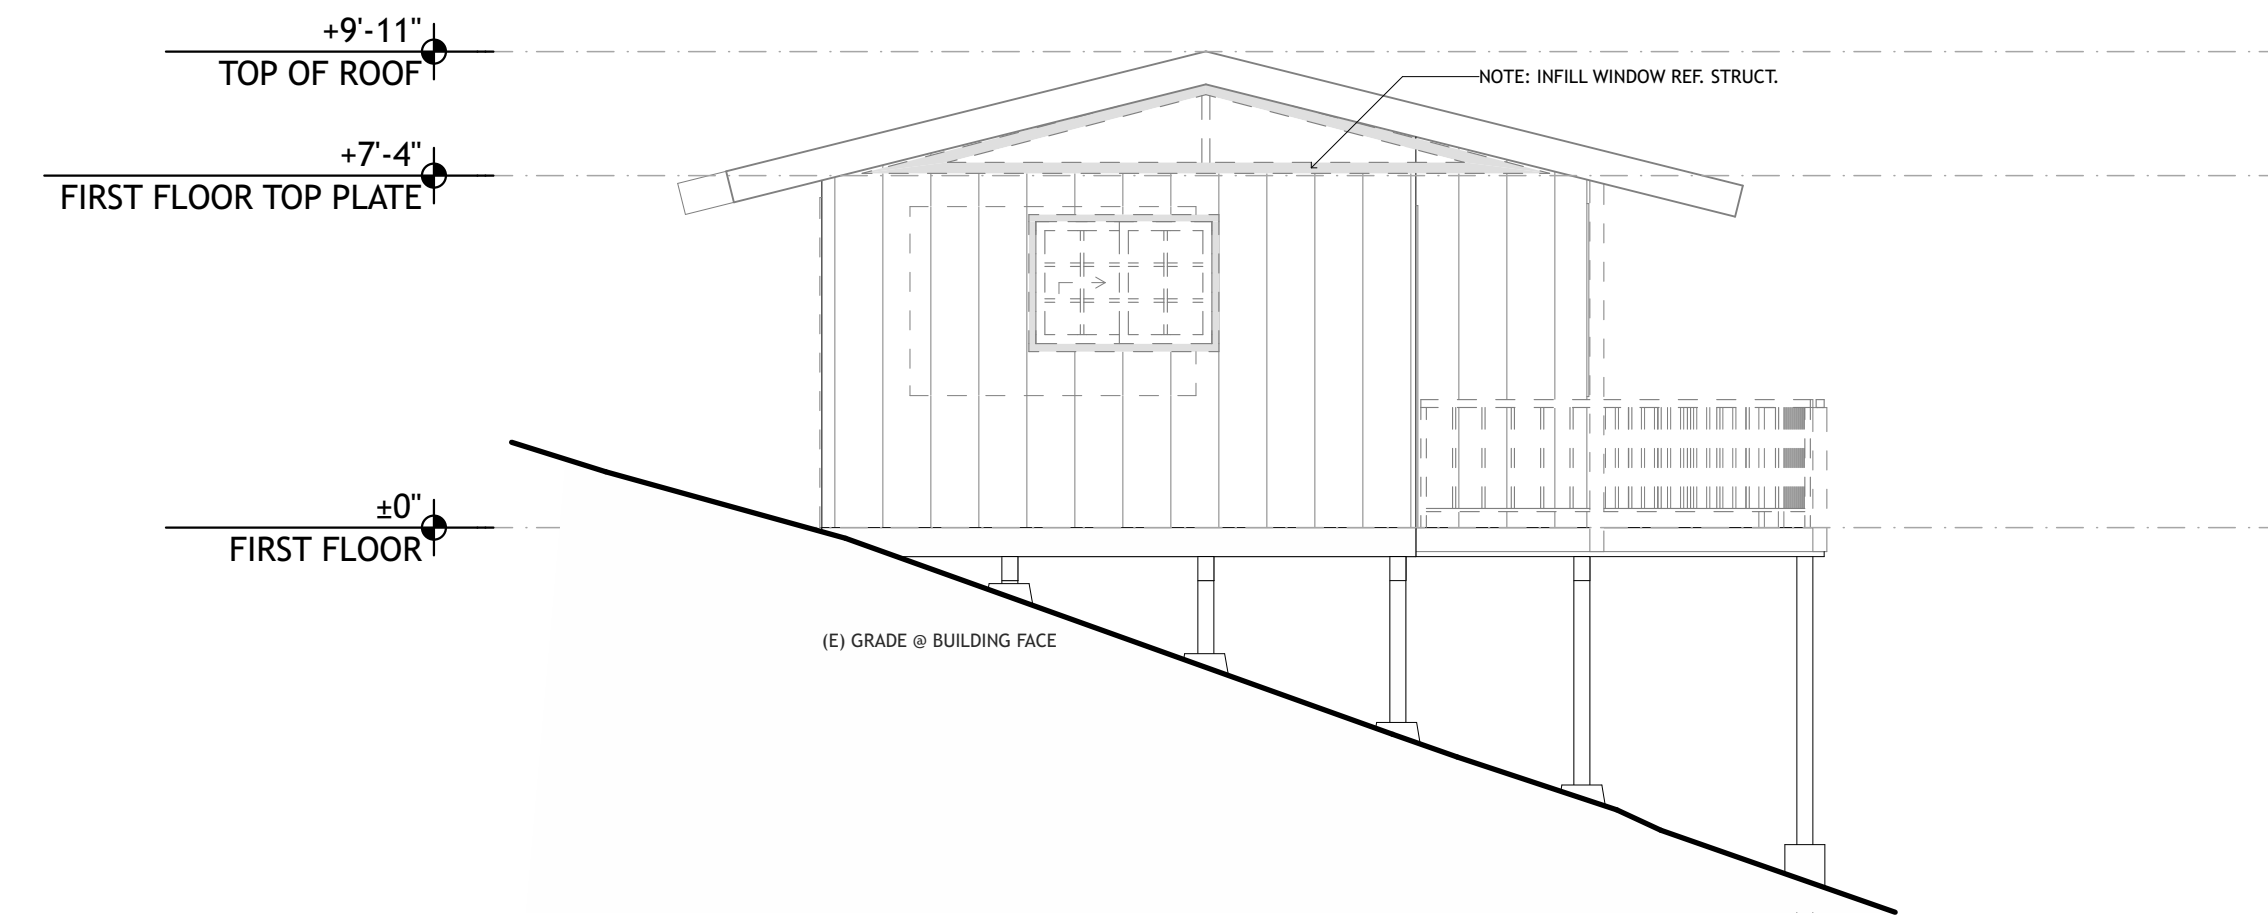 +9'-11"
TOP OF ROOF
NOTE: INFILL WINDOW REF. STRUCT.
+7'-4"
FIRST FLOOR TOP PLATE
±0"
FIRST FLOOR
(E) GRADE @ BUILDING FACE